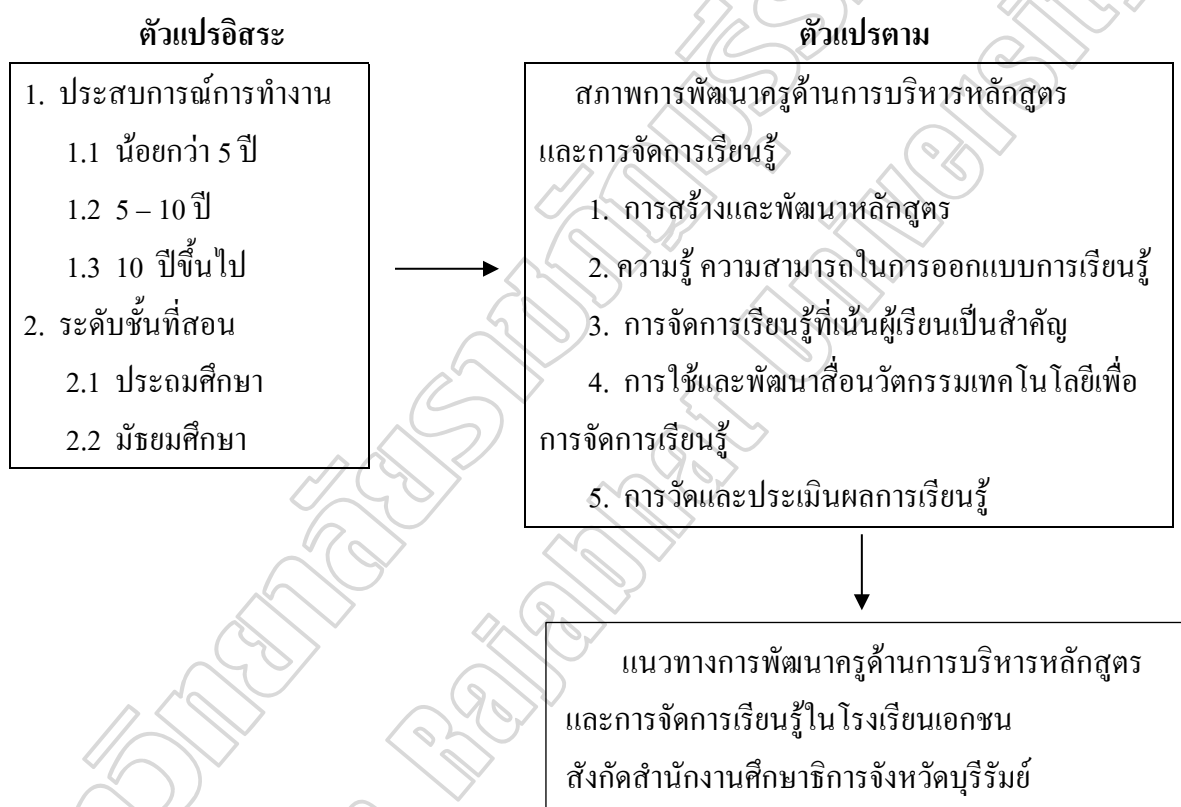 ตัวแปรอิสระ
1. ประสบการณ์การทำงาน
1.1 น้อยกว่า 5 ปี
1.2 5 – 10 ปี
1.3 10 ปีขึ้นไป
2. ระดับชั้นที่สอน
2.1 ประถมศึกษา
2.2 มัธยมศึกษา
ตัวแปรตาม
สภาพการพัฒนาครูด้านการบริหารหลักสูตร
และการจัดการเรียนรู้
1. การสร้างและพัฒนาหลักสูตร
2. ความรู้ ความสามารถในการออกแบบการเรียนรู้
3. การจัดการเรียนรู้ที่เน้นผู้เรียนเป็นสำคัญ
4. การใช้และพัฒนาสื่อนวัตกรรมเทคโนโลยีเพื่อ
การจัดการเรียนรู้
5. การวัดและประเมินผลการเรียนรู้
แนวทางการพัฒนาครูด้านการบริหารหลักสูตร
และการจัดการเรียนรู้ในโรงเรียนเอกชน
สังกัดสำนักงานศึกษาธิการจังหวัดบุรีรัมย์
Rajabhat University